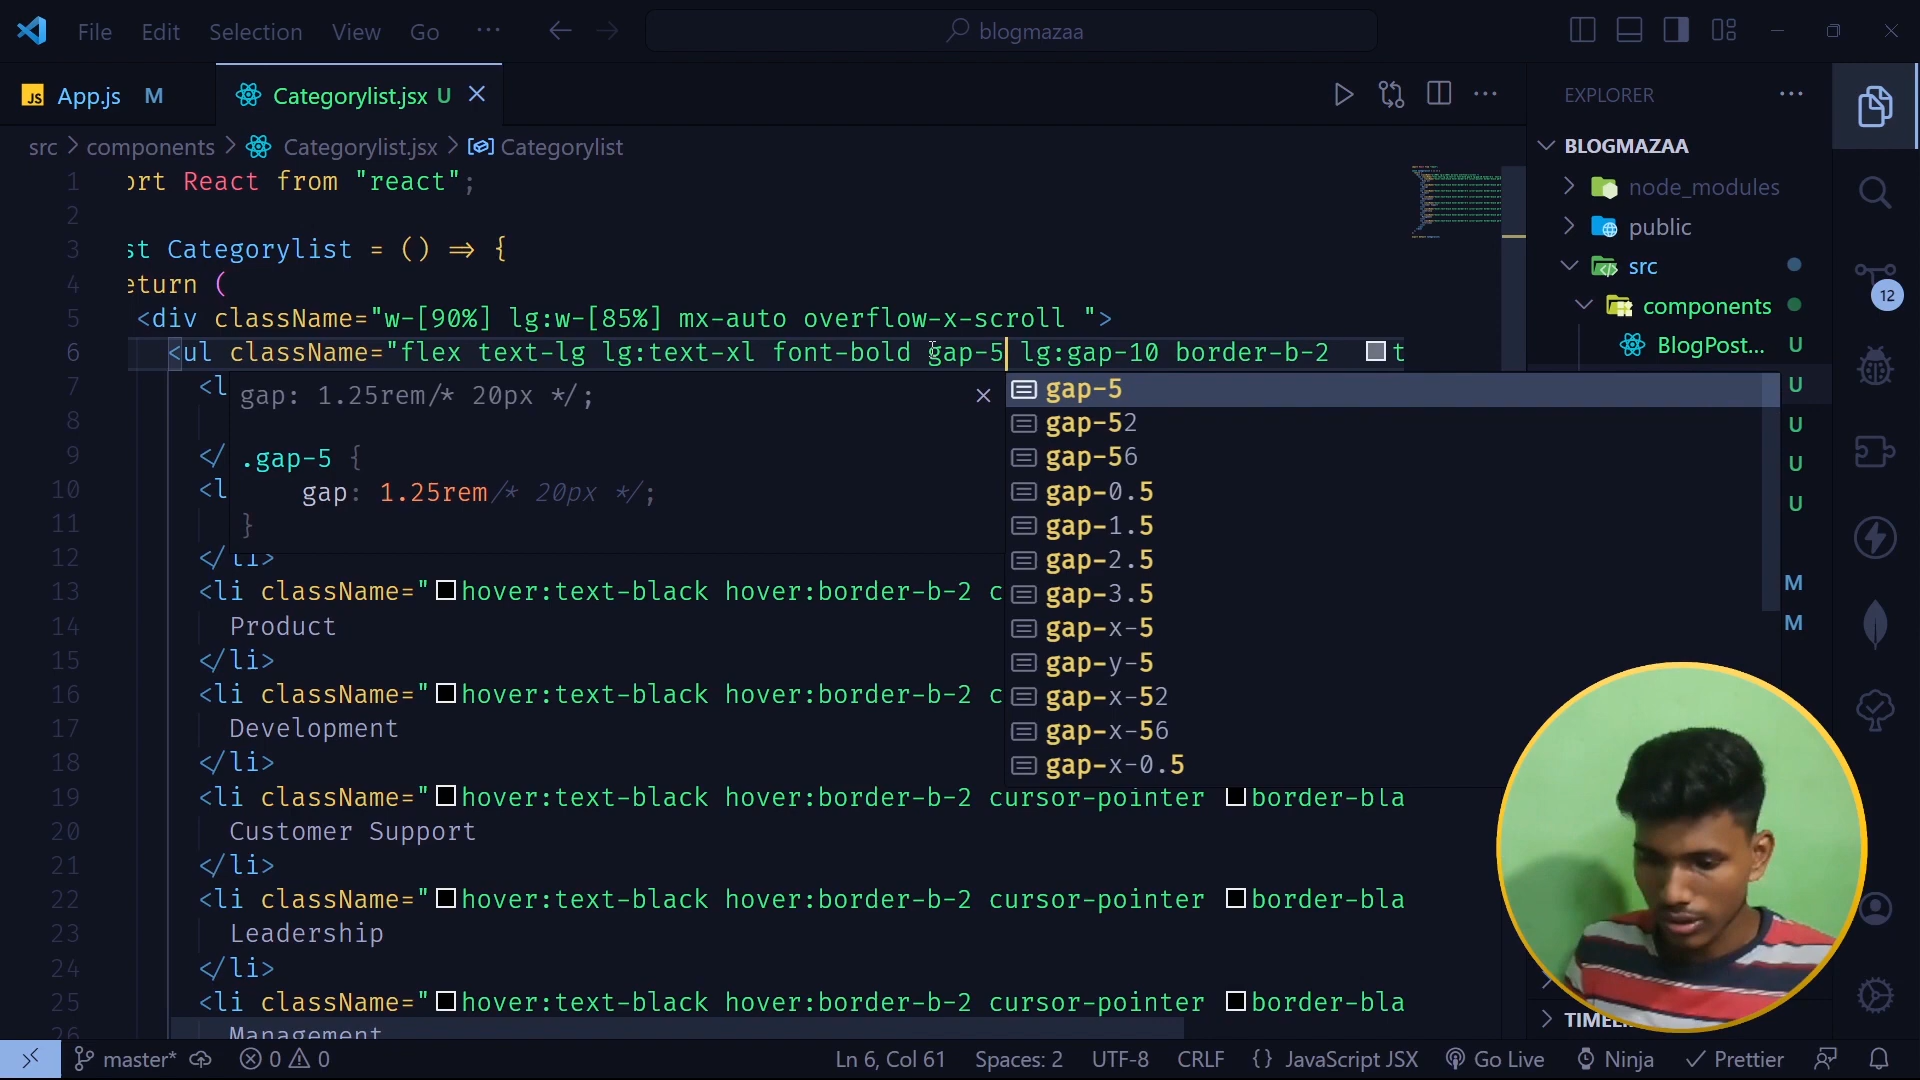 File Edit Selection View Go ··· blogmazaa
JS App.js M Categorylist.jsx U
src > components > Categorylist.jsx > Categorylist
1 ort React from "react";
2
3 st Categorylist = () => {
4 eturn (
5 <div className="w-[90%] lg:w-[85%] mx-auto overflow-x-scroll ">
6 <ul className="flex text-lg lg:text-xl font-bold gap-5 lg:gap-10 border-b-2 t
7 <l
8
9 </
10 <l
11
12 </li>
13 <li className="hover:text-black hover:border-b-2 c
14 Product
15 </li>
16 <li className="hover:text-black hover:border-b-2 c
17 Development
18 </li>
19 <li className="hover:text-black hover:border-b-2 cursor-pointer border-bla
20 Customer Support
21 </li>
22 <li className="hover:text-black hover:border-b-2 cursor-pointer border-bla
23 Leadership
24 </li>
25 <li className="hover:text-black hover:border-b-2 cursor-pointer border-bla
26 Management
gap: 1.25rem/* 20px */;
.gap-5 {
gap: 1.25rem/* 20px */;
}
gap-5
gap-52
gap-56
gap-0.5
gap-1.5
gap-2.5
gap-3.5
gap-x-5
gap-y-5
gap-x-52
gap-x-56
gap-x-0.5
EXPLORER
BLOGMAZAA
node_modules
public
src
components
BlogPost... U
U
U
U
U
M
M
12
master* 0 0 Ln 6, Col 61 Spaces: 2 UTF-8 CRLF {} JavaScript JSX Go Live Ninja Prettier